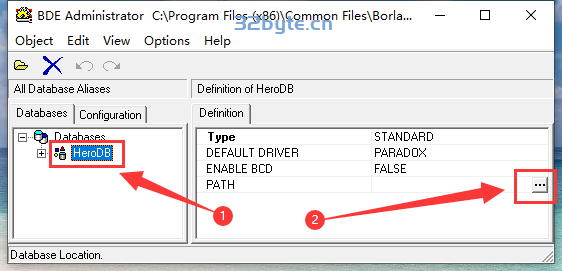 BDE Administrator C:\Program Files (x86)\Common Files\Borla...
32byte.cn
Object Edit View Options Help
All Database Aliases Definition of HeroDB
Databases Configuration Definition
Databases
HeroDB
Type STANDARD
DEFAULT DRIVER PARADOX
ENABLE BCD FALSE
PATH ...
1 2
Database Location.